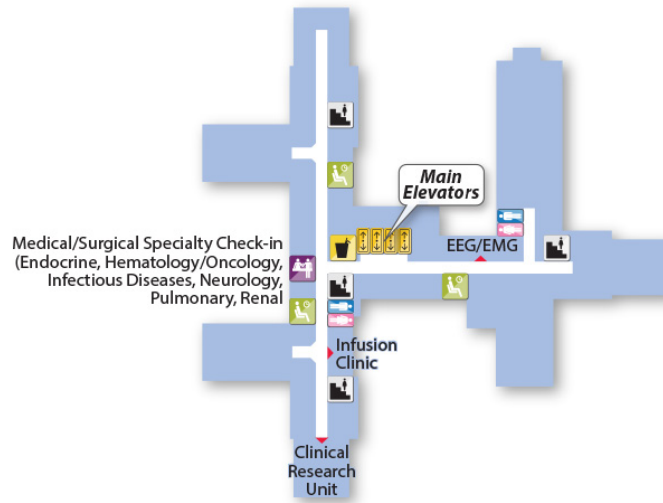 Main
Elevators
Medical/Surgical Specialty Check-in
(Endocrine, Hematology/Oncology,
Infectious Diseases, Neurology,
Pulmonary, Renal
EEG/EMG
Infusion
Clinic
Clinical
Research
Unit